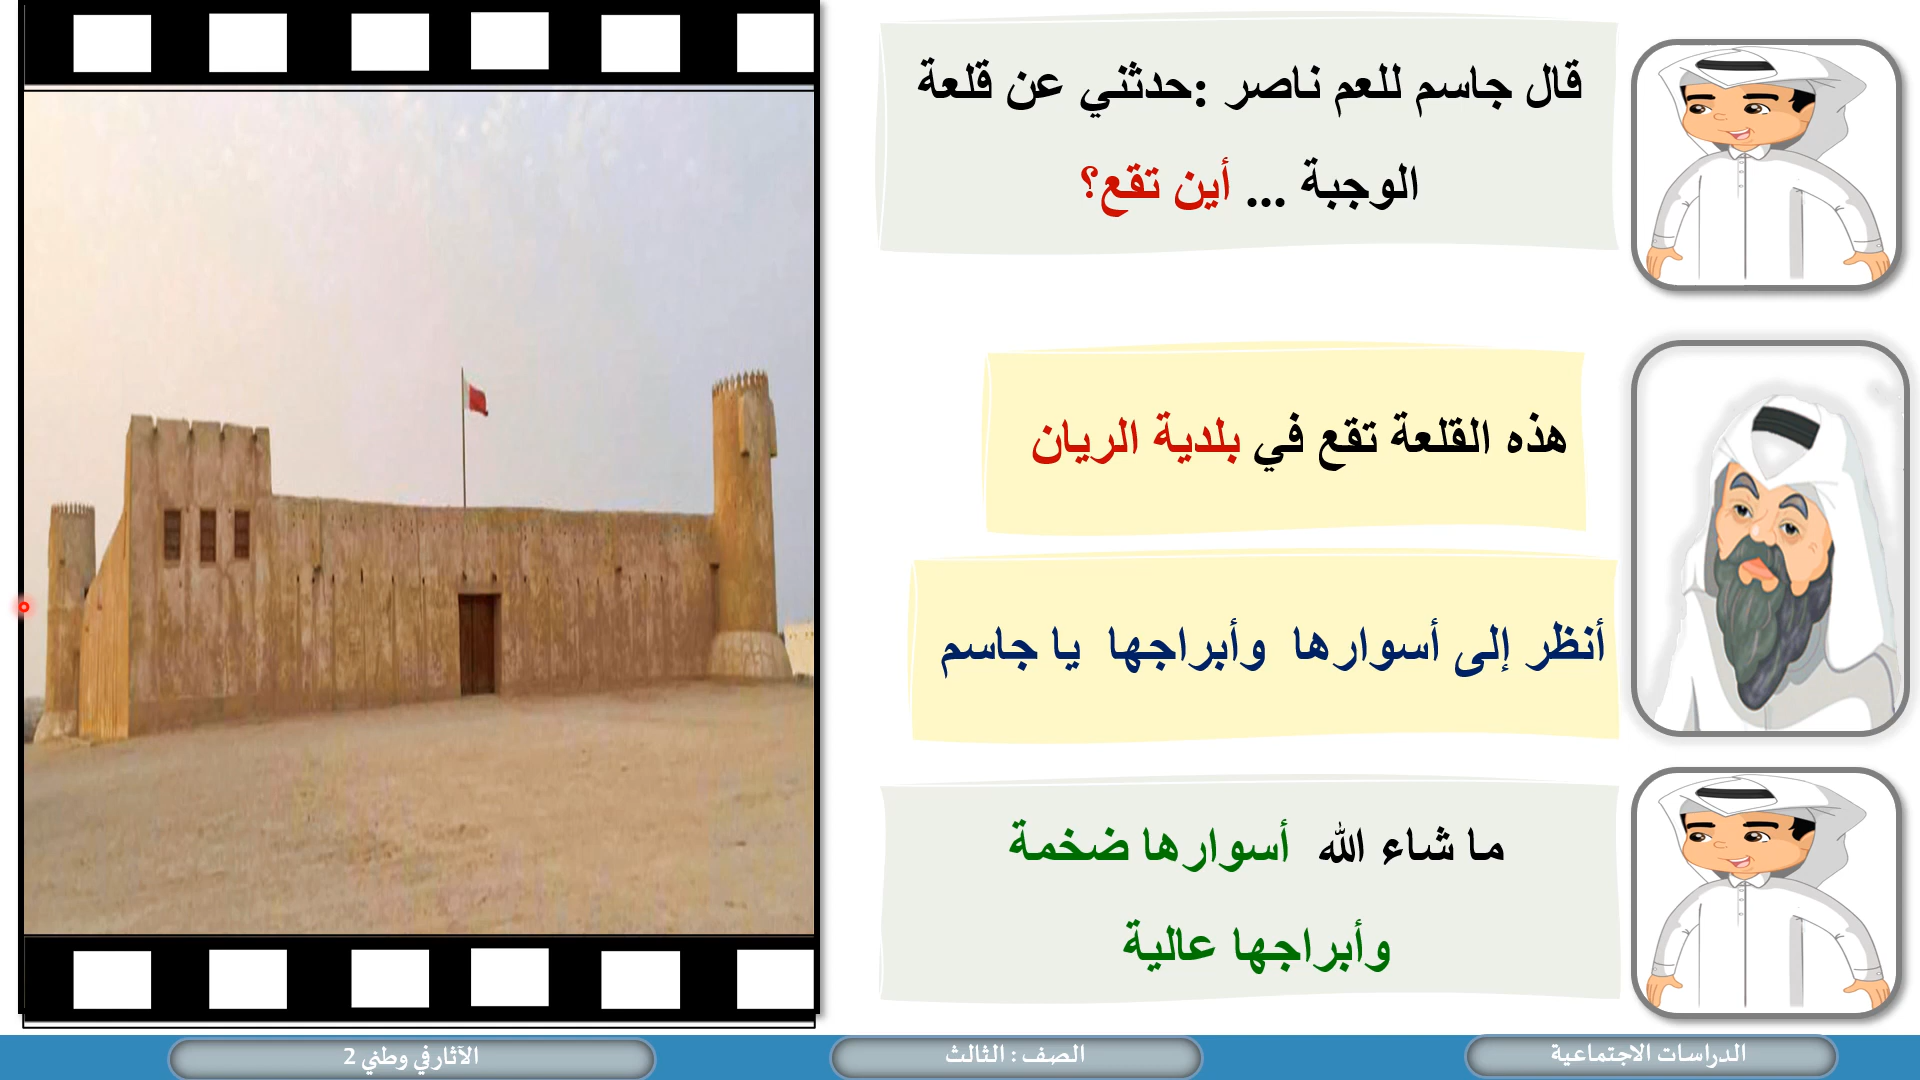 قال جاسم للعم ناصر :حدثني عن قلعة
الوجبة ... أين تقع؟
هذه القلعة تقع في بلدية الريان
أنظر إلى أسوارها وأبراجها يا جاسم
ما شاء الله أسوارها ضخمة
وأبراجها عالية
الدراسات الاجتماعية
الصف : الثالث
الآثار في وطني 2